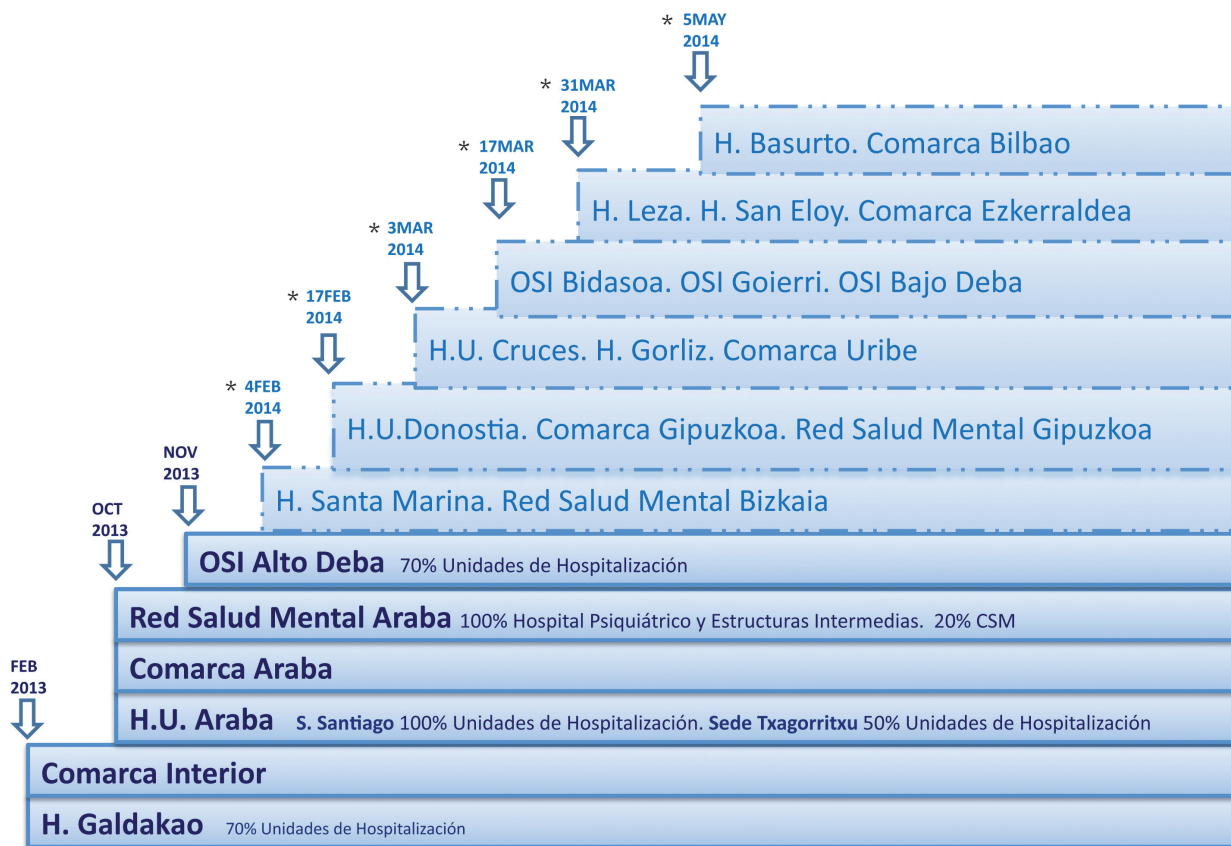 * 5MAY
2014
H. Basurto. Comarca Bilbao
* 31MAR
2014
H. Leza. H. San Eloy. Comarca Ezkerraldea
* 17MAR
2014
OSI Bidasoa. OSI Goierri. OSI Bajo Deba
* 3MAR
2014
H.U. Cruces. H. Gorliz. Comarca Uribe
* 17FEB
2014
H.U.Donostia. Comarca Gipuzkoa. Red Salud Mental Gipuzkoa
* 4FEB
2014
H. Santa Marina. Red Salud Mental Bizkaia
NOV
2013
OSI Alto Deba 70% Unidades de Hospitalización
OCT
2013
Red Salud Mental Araba 100% Hospital Psiquiátrico y Estructuras Intermedias. 20% CSM
Comarca Araba
H.U. Araba S. Santiago 100% Unidades de Hospitalización. Sede Txagorritxu 50% Unidades de Hospitalización
FEB
2013
Comarca Interior
H. Galdakao 70% Unidades de Hospitalización